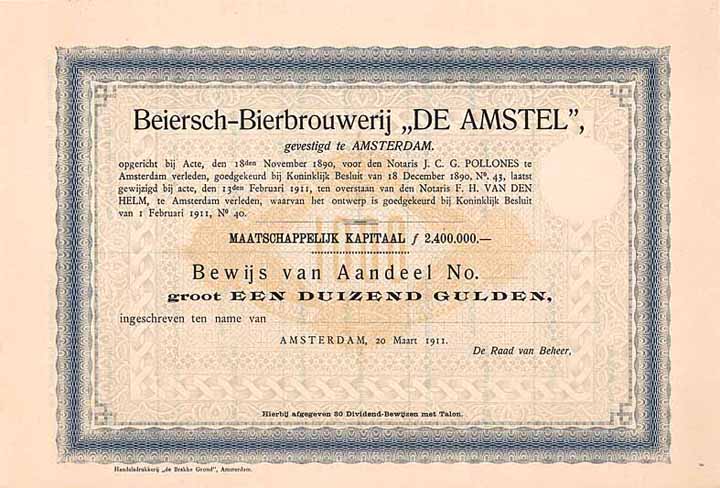 Beiersch-Bierbrouwerij „DE AMSTEL”,
gevestigd te AMSTERDAM.
opgericht bij Acte, den 18den November 1890, voor den Notaris J. C. G. POLLONES te
Amsterdam verleden, goedgekeurd bij Koninklijk Besluit van 18 December 1890, No. 43, laatst
gewijzigd bij acte, den 13den Februari 1911, ten overstaan van den Notaris F. H. VAN DEN
HELM, te Amsterdam verleden, waarvan het ontwerp is goedgekeurd bij Koninklijk Besluit
van 1 Februari 1911, No 40.
MAATSCHAPPELIJK KAPITAAL ƒ 2.400.000.—
Bewijs van Aandeel No.
groot EEN DUIZEND GULDEN,
ingeschreven ten name van
AMSTERDAM, 20 Maart 1911.
De Raad van Beheer,
Hierbij afgegeven 30 Dividend-Bewijzen met Talon.
Handelsdrukkerij „de Brakke Grond”, Amsterdam.